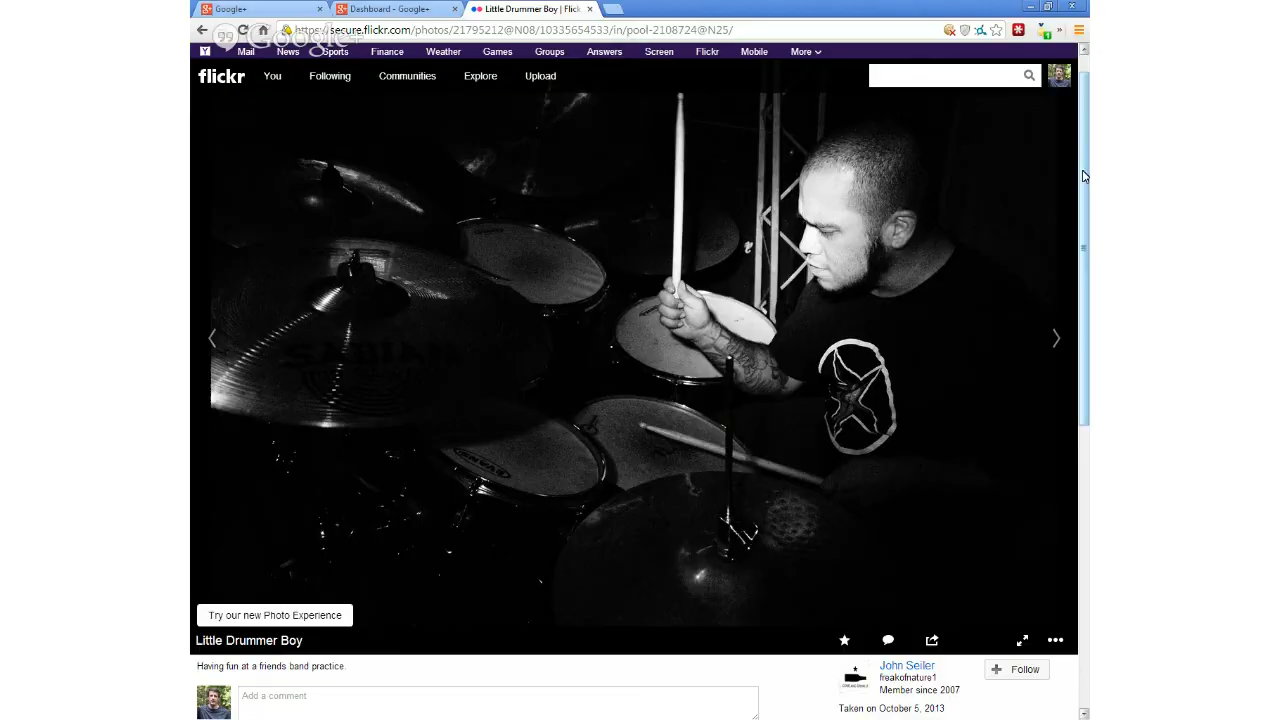 Google+
Dashboard - Google+
Little Drummer Boy | Flick
https://secure.flickr.com/photos/21795212@N08/10335654533/in/pool-2108724@N25/
Google+
Mail News Sports Finance Weather Games Groups Answers Screen Flickr Mobile More
flickr You Following Communities Explore Upload
SABIAN
EVANS
Try our new Photo Experience
Little Drummer Boy
Having fun at a friends band practice.
Add a comment
John Seiler
freakofnature1
Member since 2007
Follow
Taken on October 5, 2013